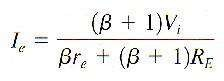 I_e = (β + 1)V_i / (βr_e + (β + 1)R_E)